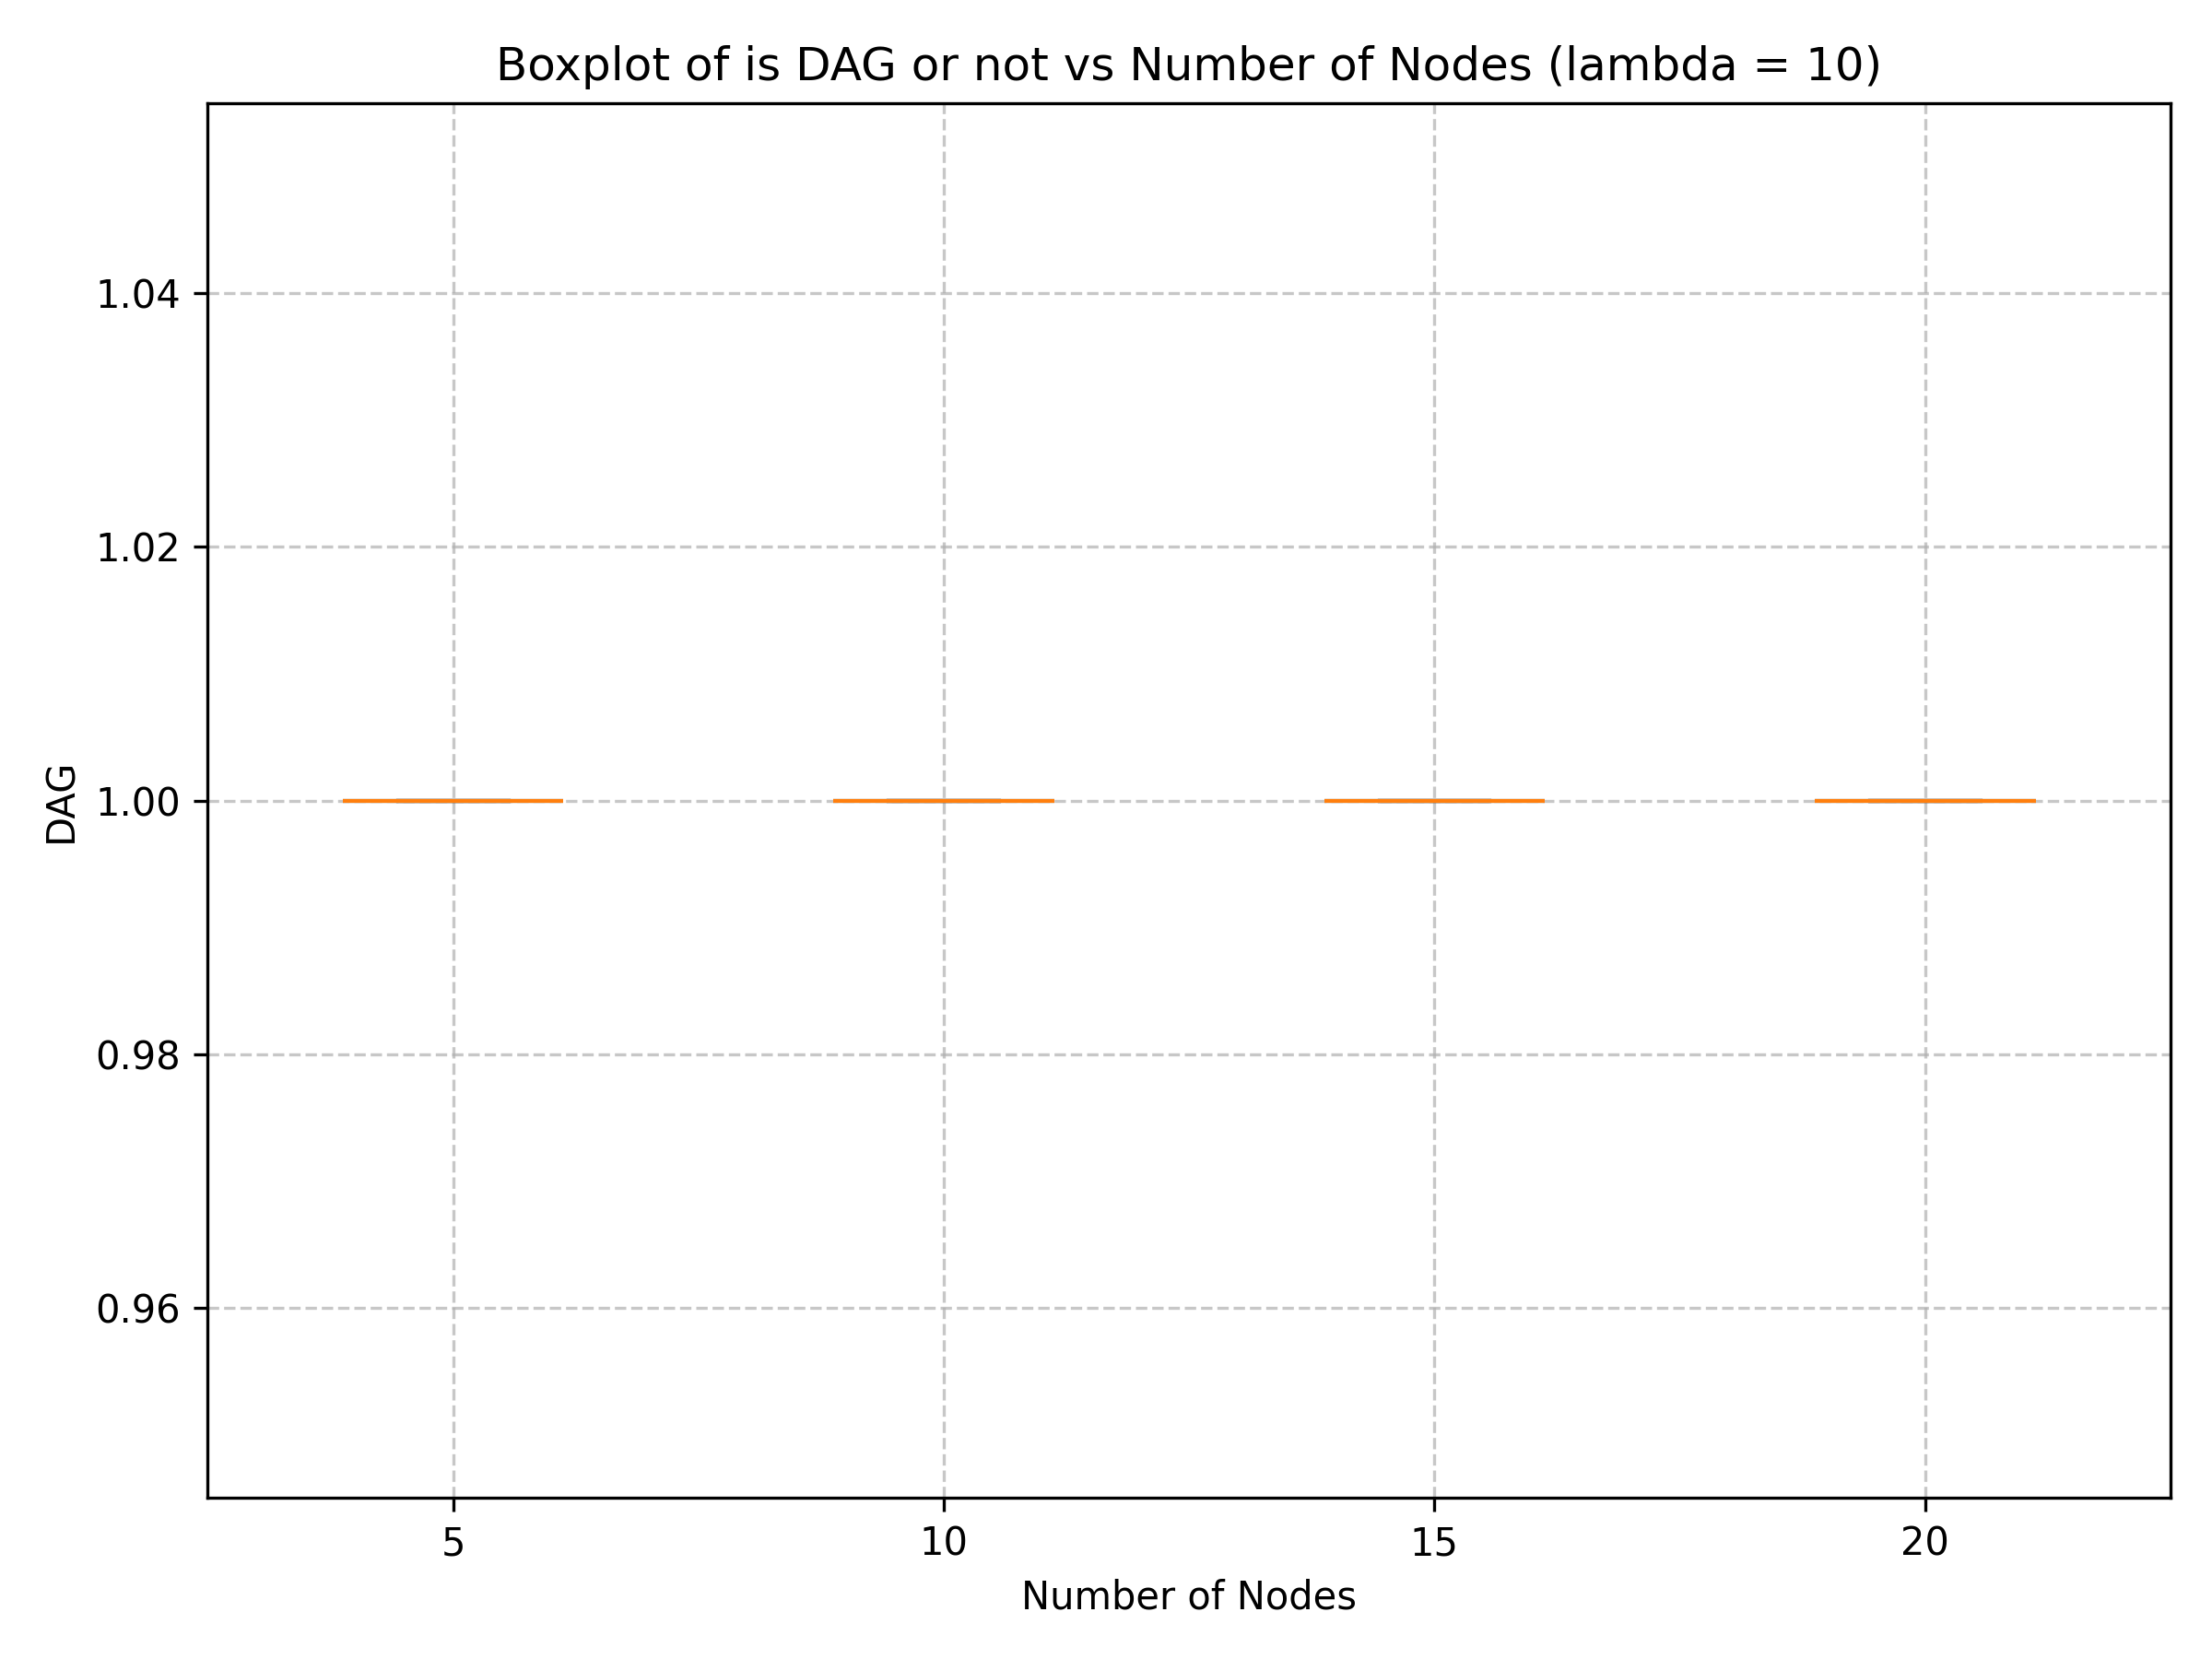 Boxplot of is DAG or not vs Number of Nodes (lambda = 10)
DAG
1.04
1.02
1.00
0.98
0.96
5 10 15 20
Number of Nodes